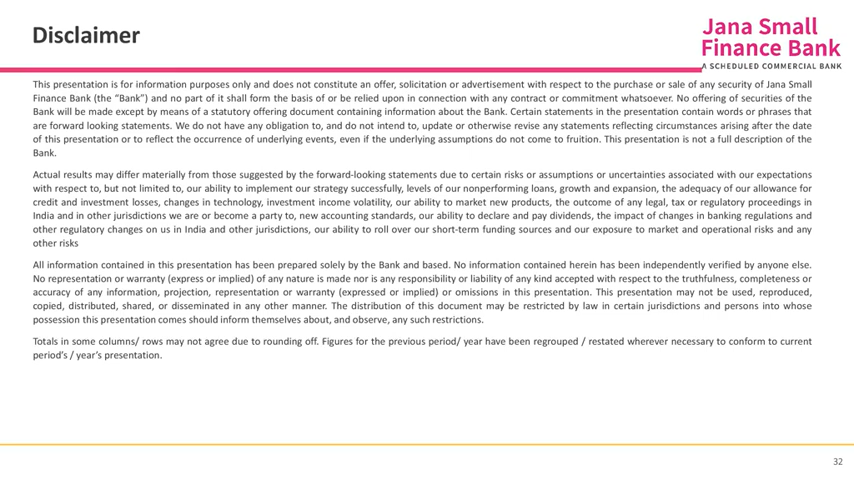 Disclaimer
Jana Small
Finance Bank
A SCHEDULED COMMERCIAL BANK
This presentation is for information purposes only and does not constitute an offer, solicitation or advertisement with respect to the purchase or sale of any security of Jana Small
Finance Bank (the “Bank”) and no part of it shall form the basis of or be relied upon in connection with any contract or commitment whatsoever. No offering of securities of the
Bank will be made except by means of a statutory offering document containing information about the Bank. Certain statements in the presentation contain words or phrases that
are forward looking statements. We do not have any obligation to, and do not intend to, update or otherwise revise any statements reflecting circumstances arising after the date
of this presentation or to reflect the occurrence of underlying events, even if the underlying assumptions do not come to fruition. This presentation is not a full description of the
Bank.
Actual results may differ materially from those suggested by the forward-looking statements due to certain risks or assumptions or uncertainties associated with our expectations
with respect to, but not limited to, our ability to implement our strategy successfully, levels of our nonperforming loans, growth and expansion, the adequacy of our allowance for
credit and investment losses, changes in technology, investment income volatility, our ability to market new products, the outcome of any legal, tax or regulatory proceedings in
India and in other jurisdictions we are or become a party to, new accounting standards, our ability to declare and pay dividends, the impact of changes in banking regulations and
other regulatory changes on us in India and other jurisdictions, our ability to roll over our short-term funding sources and our exposure to market and operational risks and any
other risks
All information contained in this presentation has been prepared solely by the Bank and based. No information contained herein has been independently verified by anyone else.
No representation or warranty (express or implied) of any nature is made nor is any responsibility or liability of any kind accepted with respect to the truthfulness, completeness or
accuracy of any information, projection, representation or warranty (expressed or implied) or omissions in this presentation. This presentation may not be used, reproduced,
copied, distributed, shared, or disseminated in any other manner. The distribution of this document may be restricted by law in certain jurisdictions and persons into whose
possession this presentation comes should inform themselves about, and observe, any such restrictions.
Totals in some columns/ rows may not agree due to rounding off. Figures for the previous period/ year have been regrouped / restated wherever necessary to conform to current
period’s / year’s presentation.
32